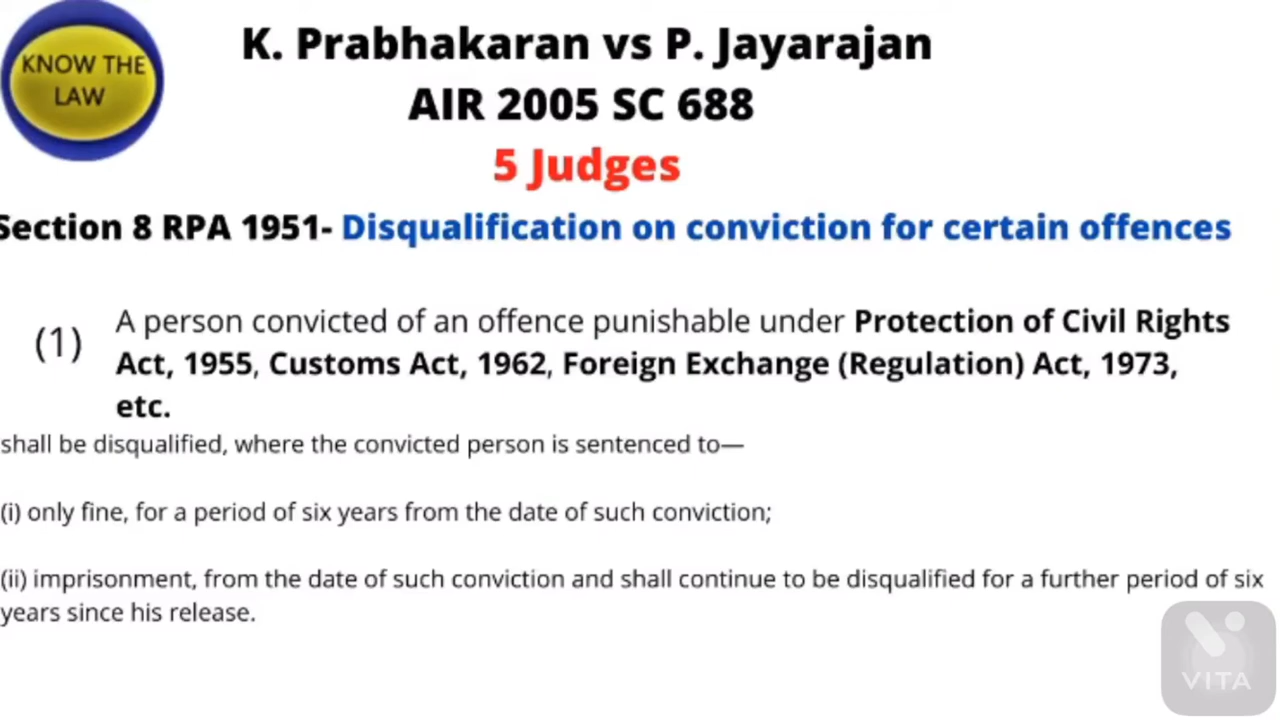 KNOW THE
LAW
K. Prabhakaran vs P. Jayarajan
AIR 2005 SC 688
5 Judges
Section 8 RPA 1951- Disqualification on conviction for certain offences
(1) A person convicted of an offence punishable under Protection of Civil Rights
Act, 1955, Customs Act, 1962, Foreign Exchange (Regulation) Act, 1973,
etc.
shall be disqualified, where the convicted person is sentenced to—
(i) only fine, for a period of six years from the date of such conviction;
(ii) imprisonment, from the date of such conviction and shall continue to be disqualified for a further period of six
years since his release.
VITA